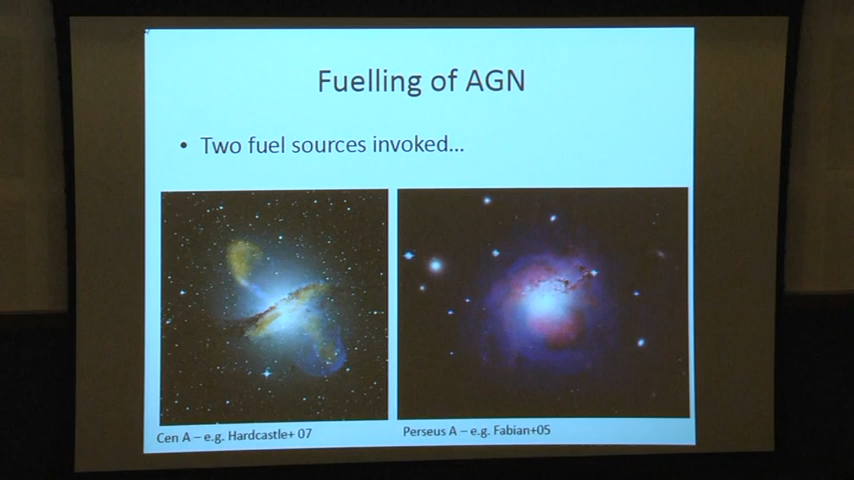 Fuelling of AGN
• Two fuel sources invoked...
Cen A – e.g. Hardcastle+ 07
Perseus A – e.g. Fabian+05